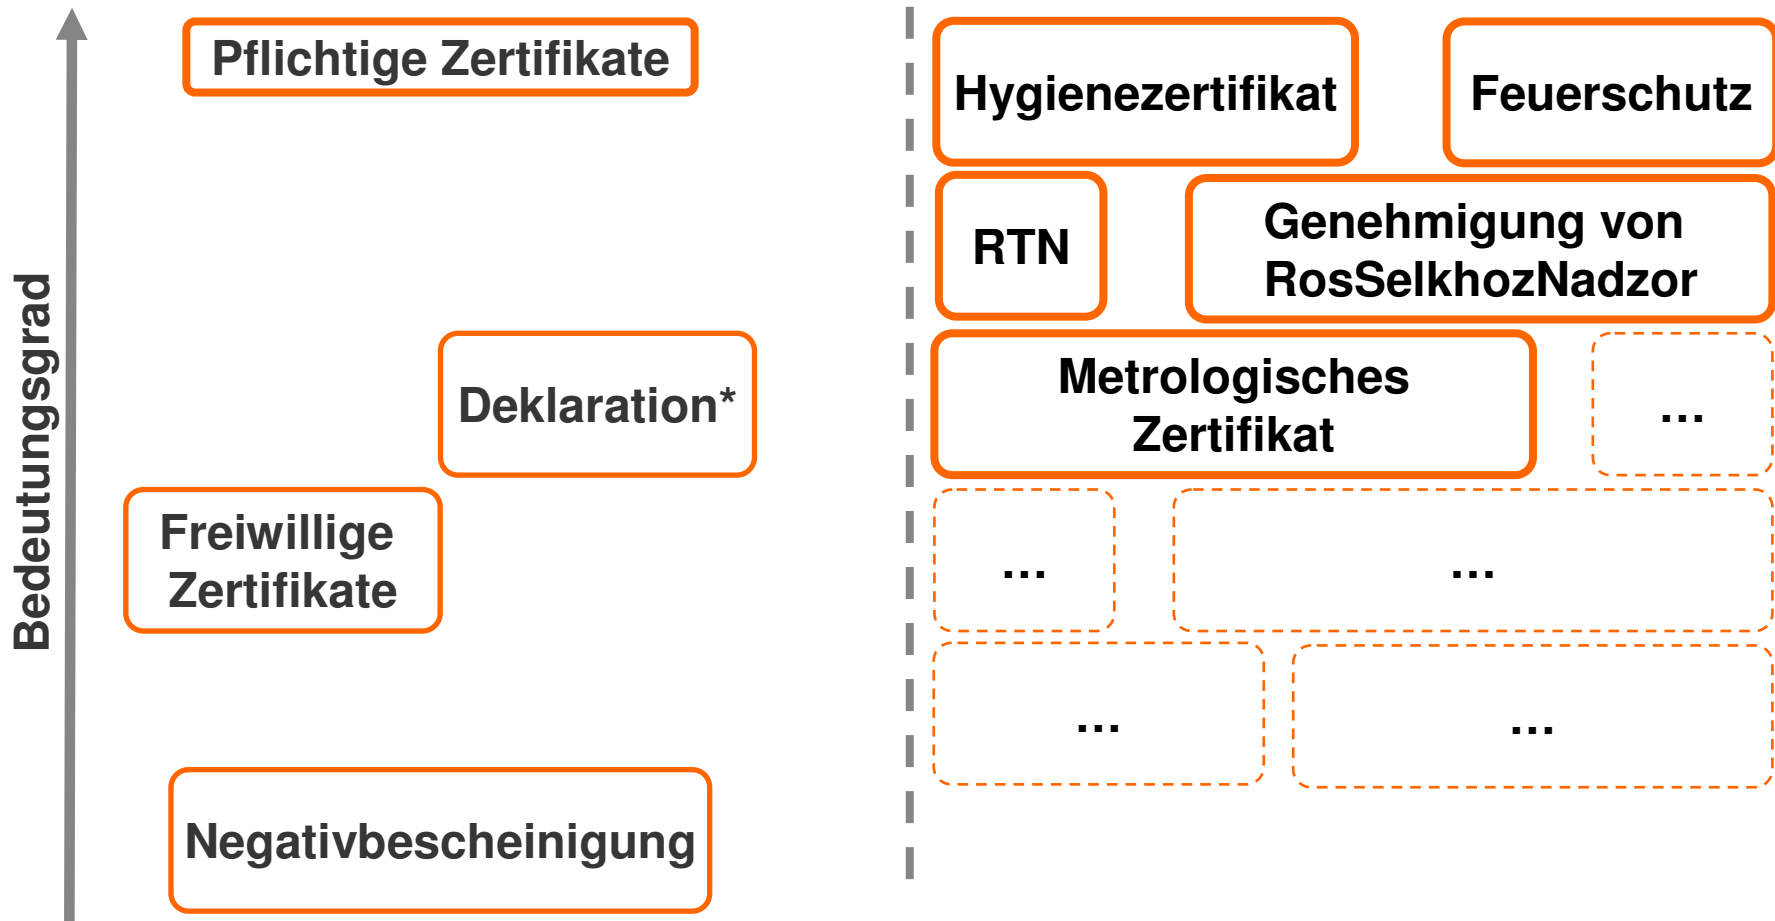 Bedeutungsgrad
Pflichtige Zertifikate
Deklaration*
Freiwillige
Zertifikate
Negativbescheinigung
Hygienezertifikat
Feuerschutz
RTN
Genehmigung von
RosSelkhozNadzor
Metrologisches
Zertifikat
...
...
...
...
...